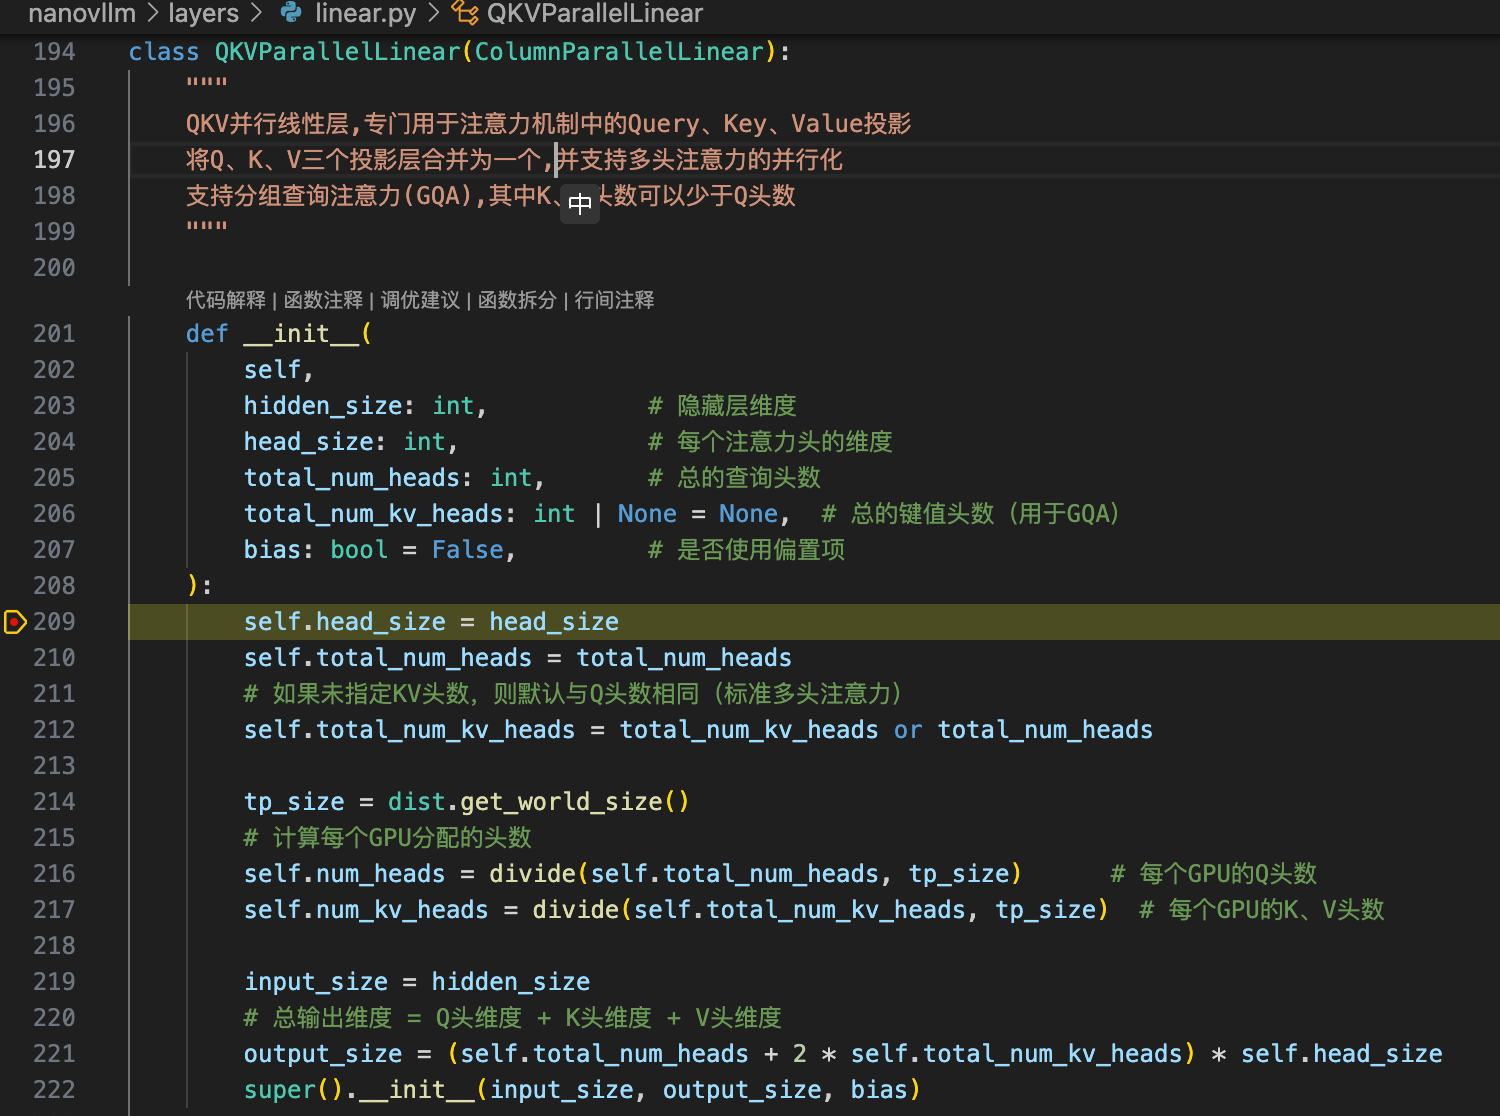 nanovllm > layers > linear.py > QKVParallelLinear
194 class QKVParallelLinear(ColumnParallelLinear):
195 """
196 QKV并行线性层,专门用于注意力机制中的Query、Key、Value投影
197 将Q、K、V三个投影层合并为一个,并支持多头注意力的并行化
198 支持分组查询注意力(GQA),其中K、头数可以少于Q头数
中
199 """
200
代码解释 | 函数注释 | 调优建议 | 函数拆分 | 行间注释
201 def __init__(
202 self,
203 hidden_size: int, # 隐藏层维度
204 head_size: int, # 每个注意力头的维度
205 total_num_heads: int, # 总的查询头数
206 total_num_kv_heads: int | None = None, # 总的键值头数（用于GQA）
207 bias: bool = False, # 是否使用偏置项
208 ):
209 self.head_size = head_size
210 self.total_num_heads = total_num_heads
211 # 如果未指定KV头数，则默认与Q头数相同（标准多头注意力）
212 self.total_num_kv_heads = total_num_kv_heads or total_num_heads
213
214 tp_size = dist.get_world_size()
215 # 计算每个GPU分配的头数
216 self.num_heads = divide(self.total_num_heads, tp_size) # 每个GPU的Q头数
217 self.num_kv_heads = divide(self.total_num_kv_heads, tp_size) # 每个GPU的K、V头数
218
219 input_size = hidden_size
220 # 总输出维度 = Q头维度 + K头维度 + V头维度
221 output_size = (self.total_num_heads + 2 * self.total_num_kv_heads) * self.head_size
222 super().__init__(input_size, output_size, bias)